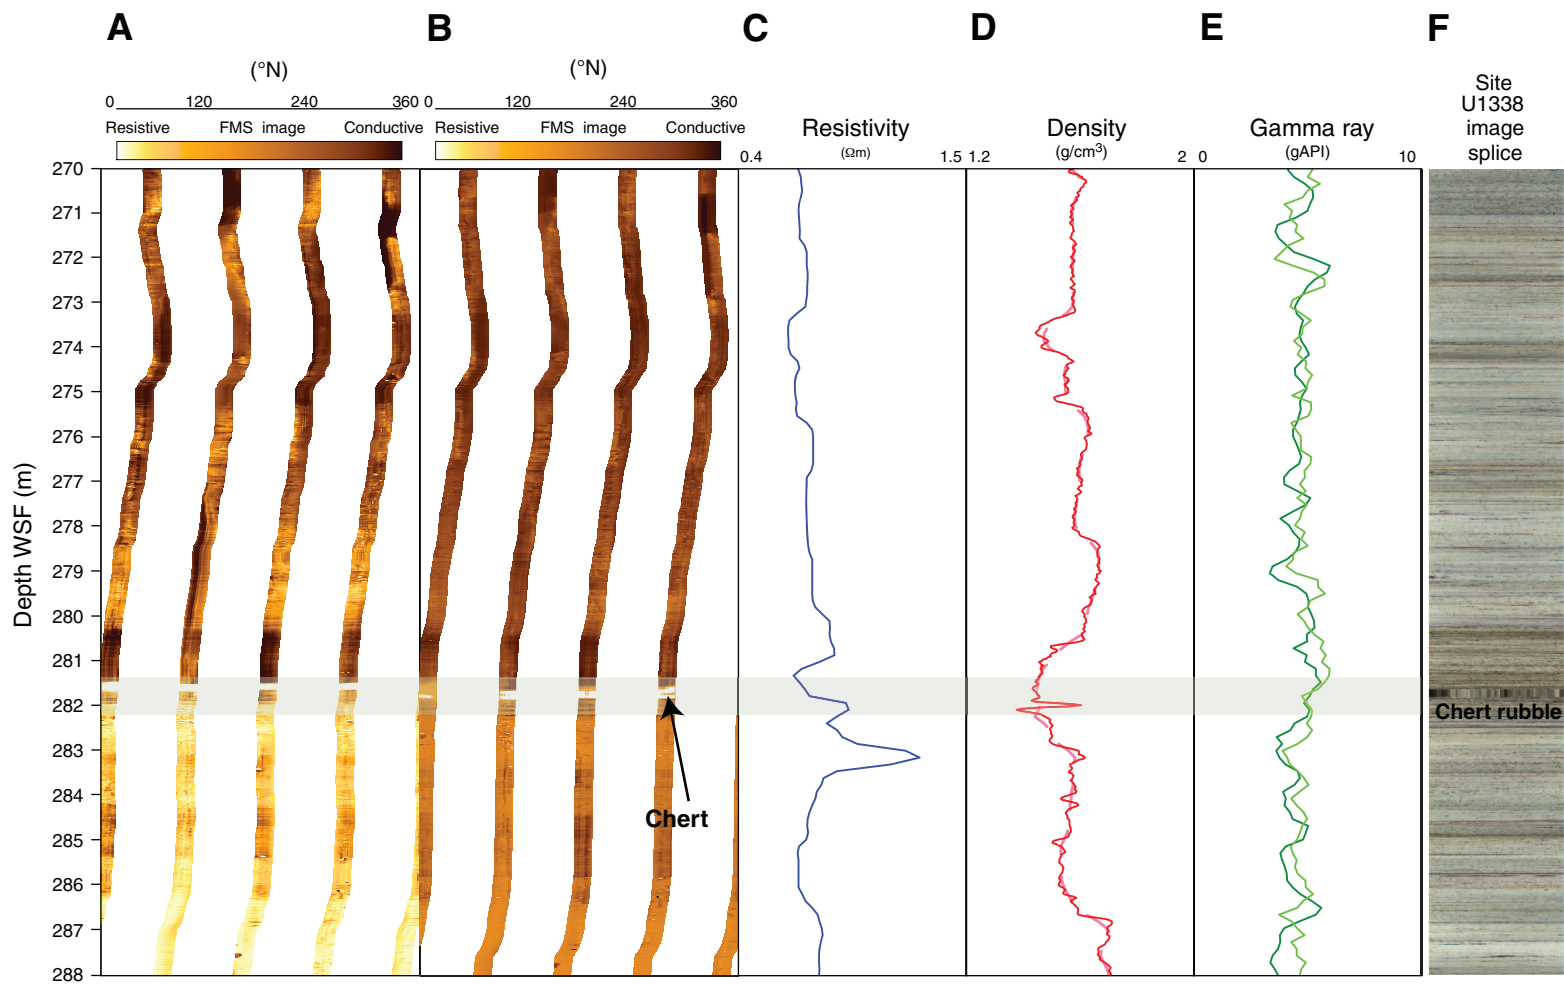 A B C D E F
(°N) (°N)
0 120 240 360 0 120 240 360
Resistive FMS image Conductive Resistive FMS image Conductive
Resistivity
(Ωm)
0.4 1.5
Density
(g/cm³)
1.2 2
Gamma ray
(gAPI)
0 10
Site
U1338
image
splice
Depth WSF (m)
270
271
272
273
274
275
276
277
278
279
280
281
282
283
284
285
286
287
288
Chert
Chert rubble